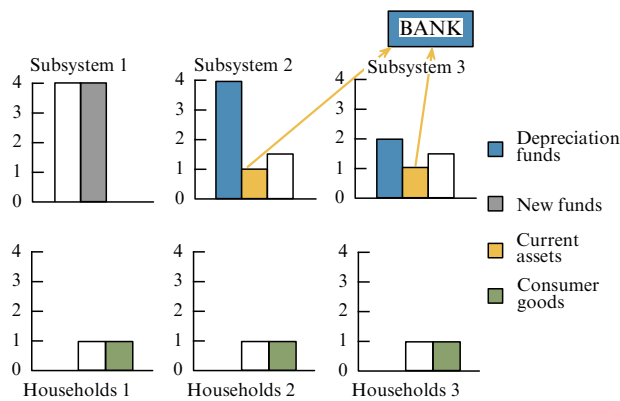 BANK
Subsystem 1
Subsystem 2
Subsystem 3
4
3
2
1
0
4
3
2
1
0
4
3
2
1
0
Depreciation
funds
New funds
Current
assets
Consumer
goods
4
3
2
1
0
4
3
2
1
0
4
3
2
1
0
Households 1
Households 2
Households 3